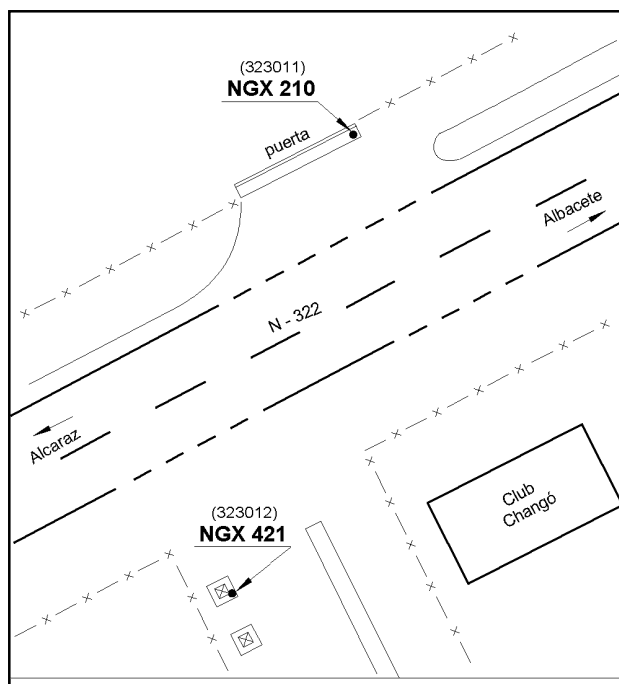 (323011)
NGX 210
puerta
Albacete
N - 322
Alcaraz
Club
Changó
(323012)
NGX 421